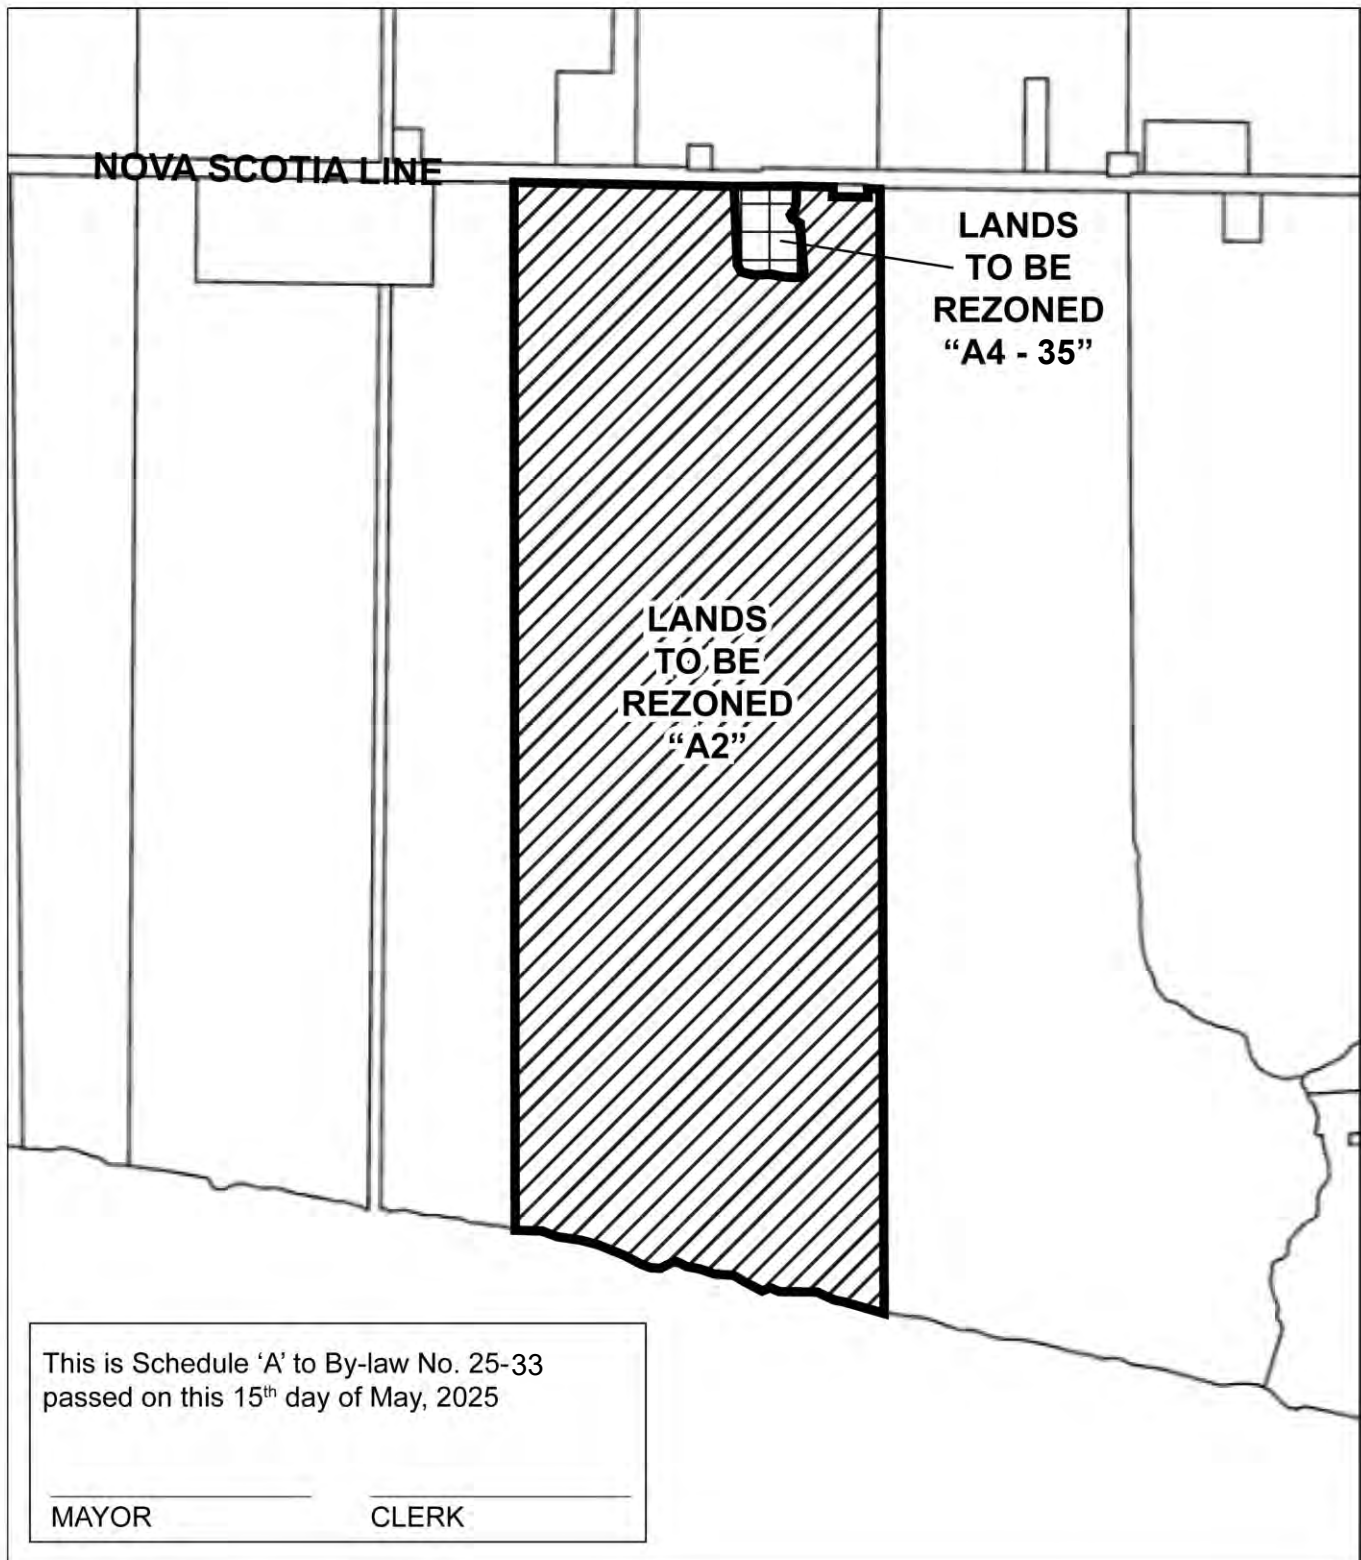 NOVA SCOTIA LINE
LANDS
TO BE
REZONED
“A4 - 35”
LANDS
TO BE
REZONED
“A2”
This is Schedule ‘A’ to By-law No. 25-33
passed on this 15th day of May, 2025
MAYOR CLERK